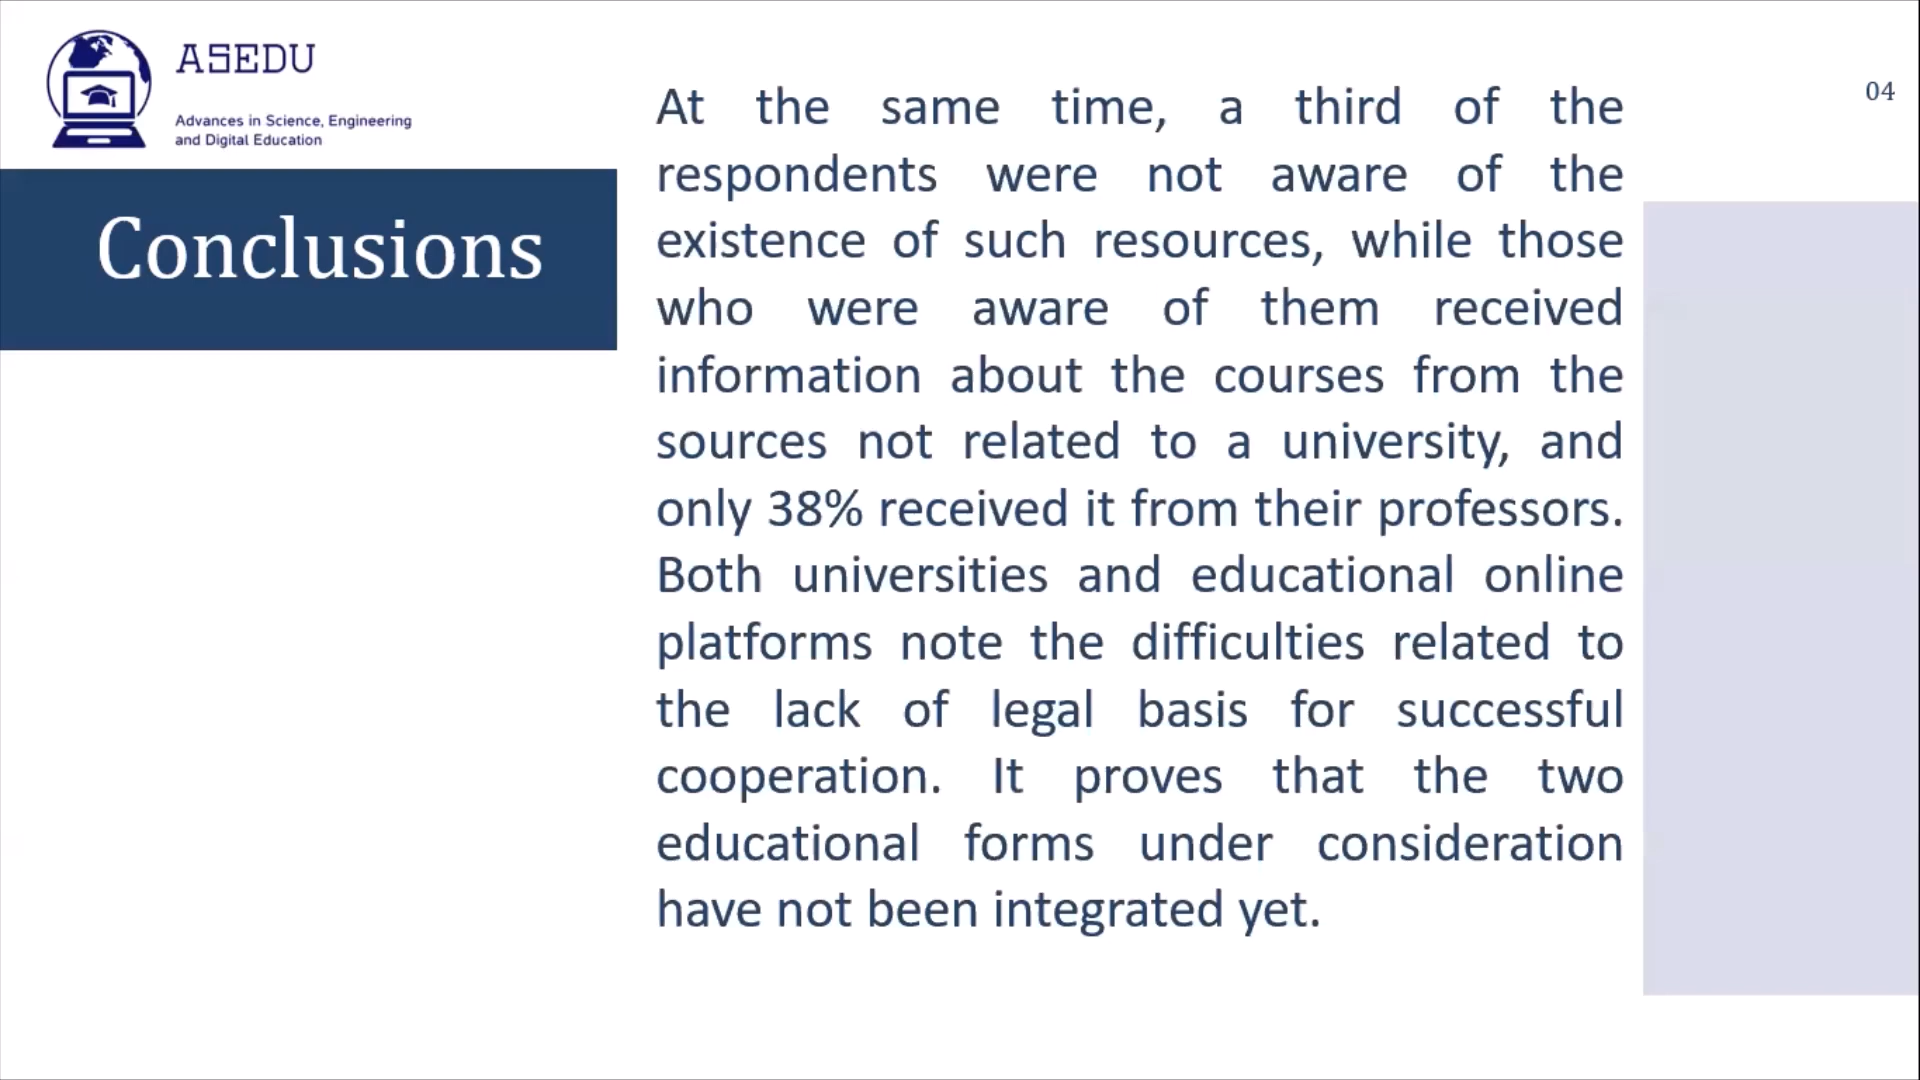 ASEDU
Advances in Science, Engineering
and Digital Education
Conclusions
At the same time, a third of the
respondents were not aware of the
existence of such resources, while those
who were aware of them received
information about the courses from the
sources not related to a university, and
only 38% received it from their professors.
Both universities and educational online
platforms note the difficulties related to
the lack of legal basis for successful
cooperation. It proves that the two
educational forms under consideration
have not been integrated yet.
04